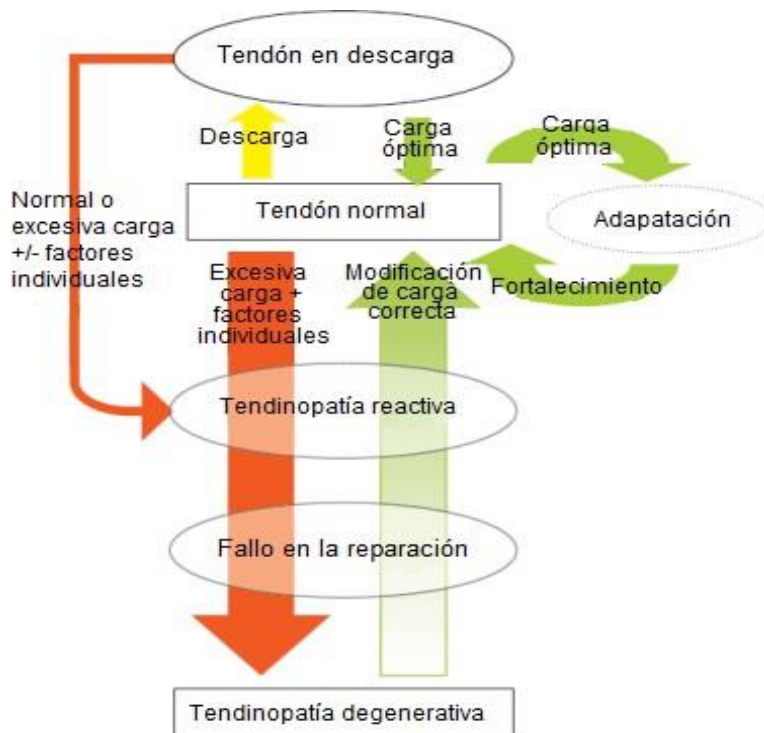 Tendón en descarga
Descarga
Carga
óptima
Carga
óptima
Normal o
excesiva carga
+/- factores
individuales
Tendón normal
Adapatación
Excesiva
carga +
factores
individuales
Modificación
de carga
correcta
Fortalecimiento
Tendinopatía reactiva
Fallo en la reparación
Tendinopatía degenerativa